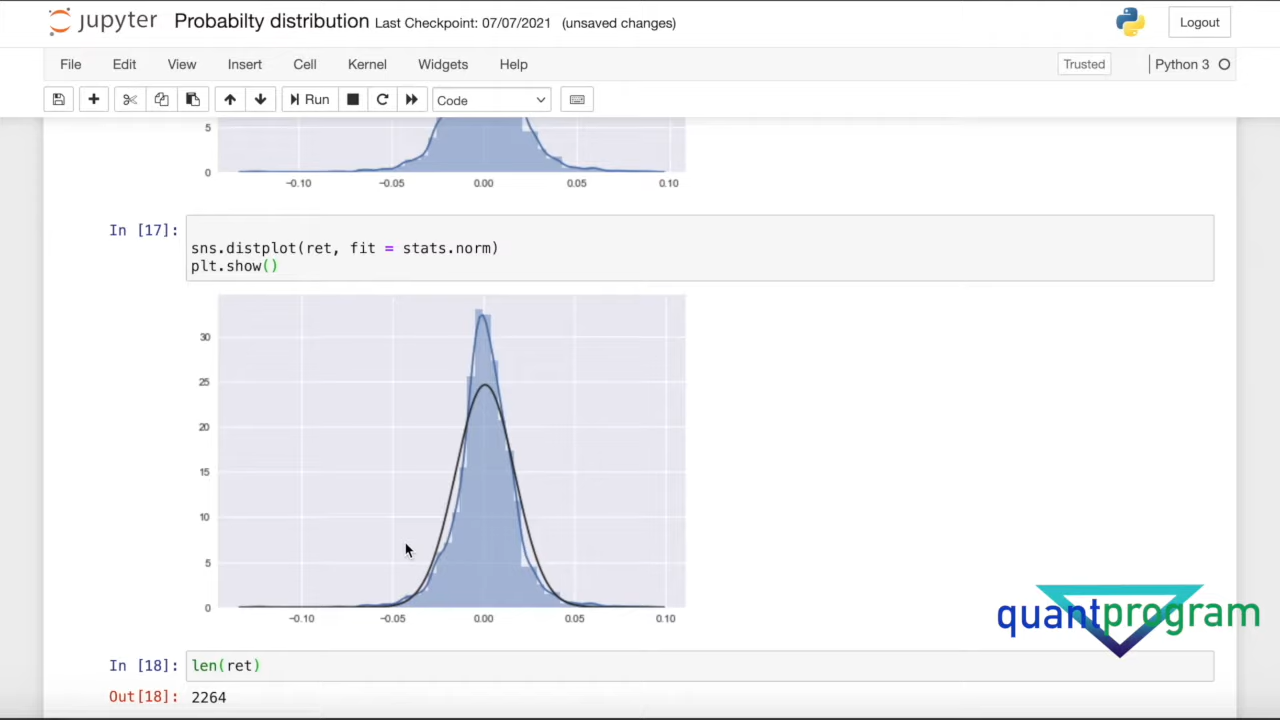 jupyter Probabilty distribution Last Checkpoint: 07/07/2021 (unsaved changes)
Logout
File Edit View Insert Cell Kernel Widgets Help
Trusted
Python 3
Run
Code
5
0
−0.10 −0.05 0.00 0.05 0.10
In [17]:
sns.distplot(ret, fit = stats.norm)
plt.show()
30
25
20
15
10
5
0
−0.10 −0.05 0.00 0.05 0.10
quantprogram
In [18]: len(ret)
Out[18]: 2264